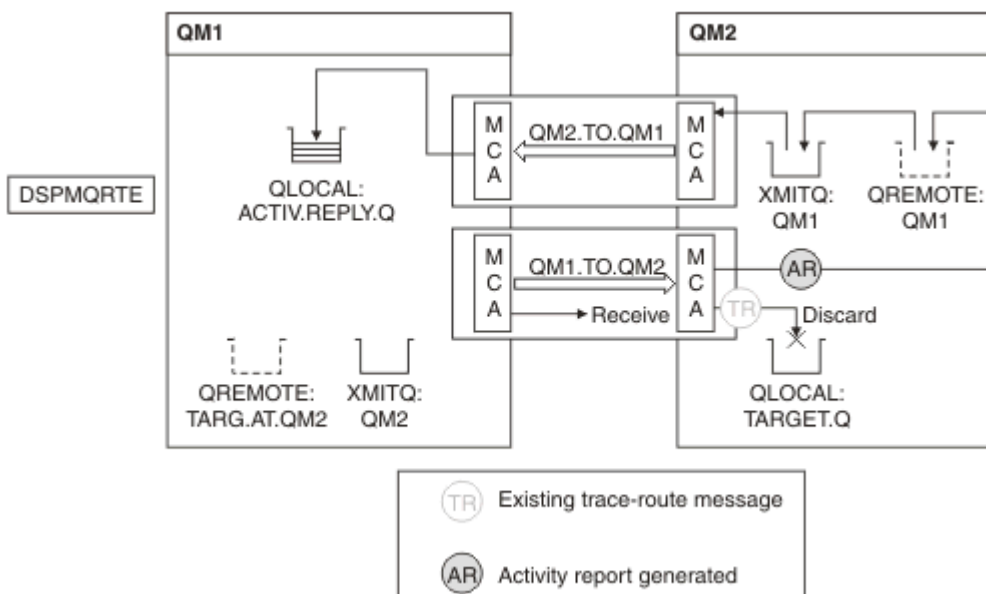 QM1
QM2
M
C
A
QM2.TO.QM1
M
C
A
QLOCAL:
ACTIV.REPLY.Q
XMITQ:
QM1
QREMOTE:
QM1
DSPMQRTE
M
C
A
QM1.TO.QM2
Receive
M
C
A
AR
TR
Discard
QREMOTE:
TARG.AT.QM2
XMITQ:
QM2
QLOCAL:
TARGET.Q
TR Existing trace-route message
AR Activity report generated